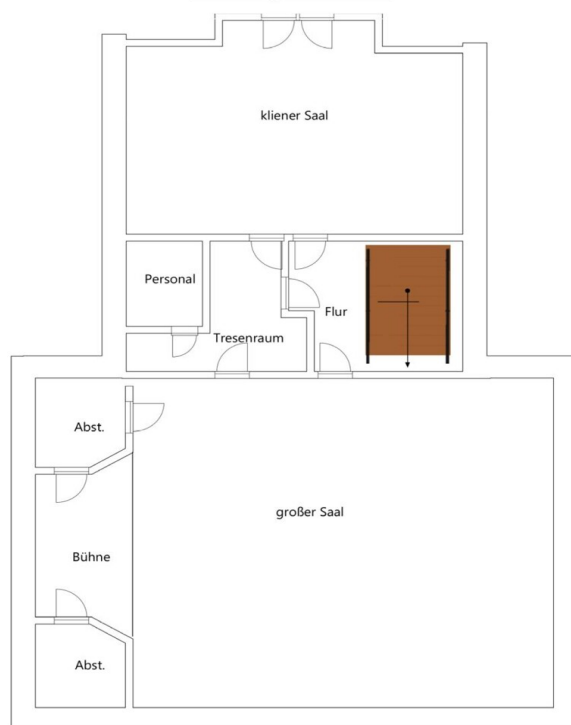 kliener Saal
Personal
Flur
Tresenraum
Abst.
großer Saal
Bühne
Abst.